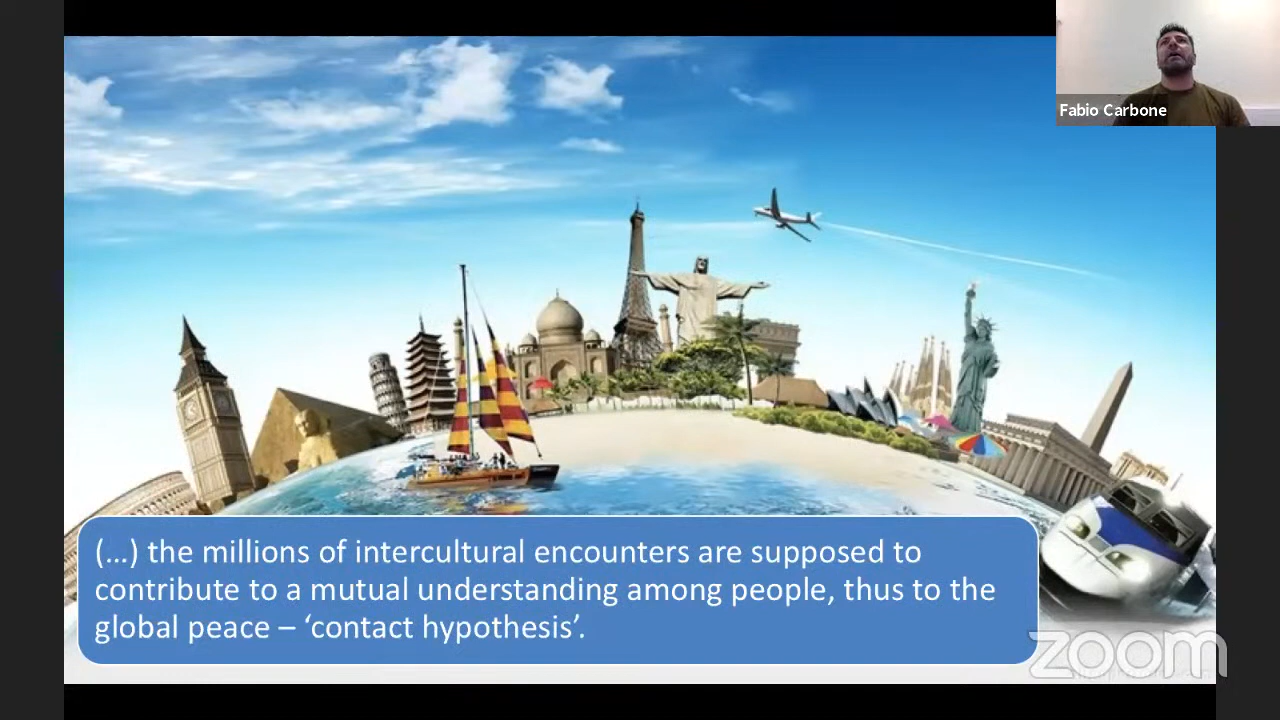 Fabio Carbone
(...) the millions of intercultural encounters are supposed to
contribute to a mutual understanding among people, thus to the
global peace – ‘contact hypothesis’.
zoom